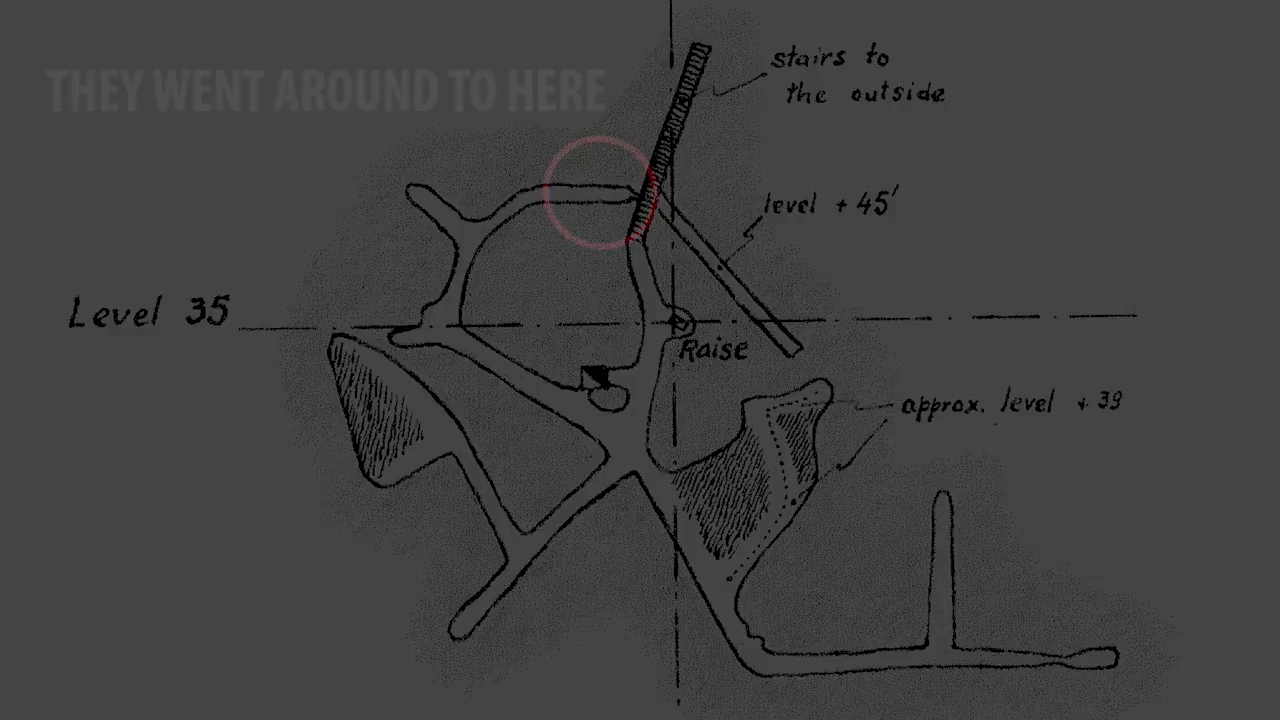 THEY WENT AROUND TO HERE
stairs to
the outside
level + 45'
Level 35
Raise
approx. level + 39